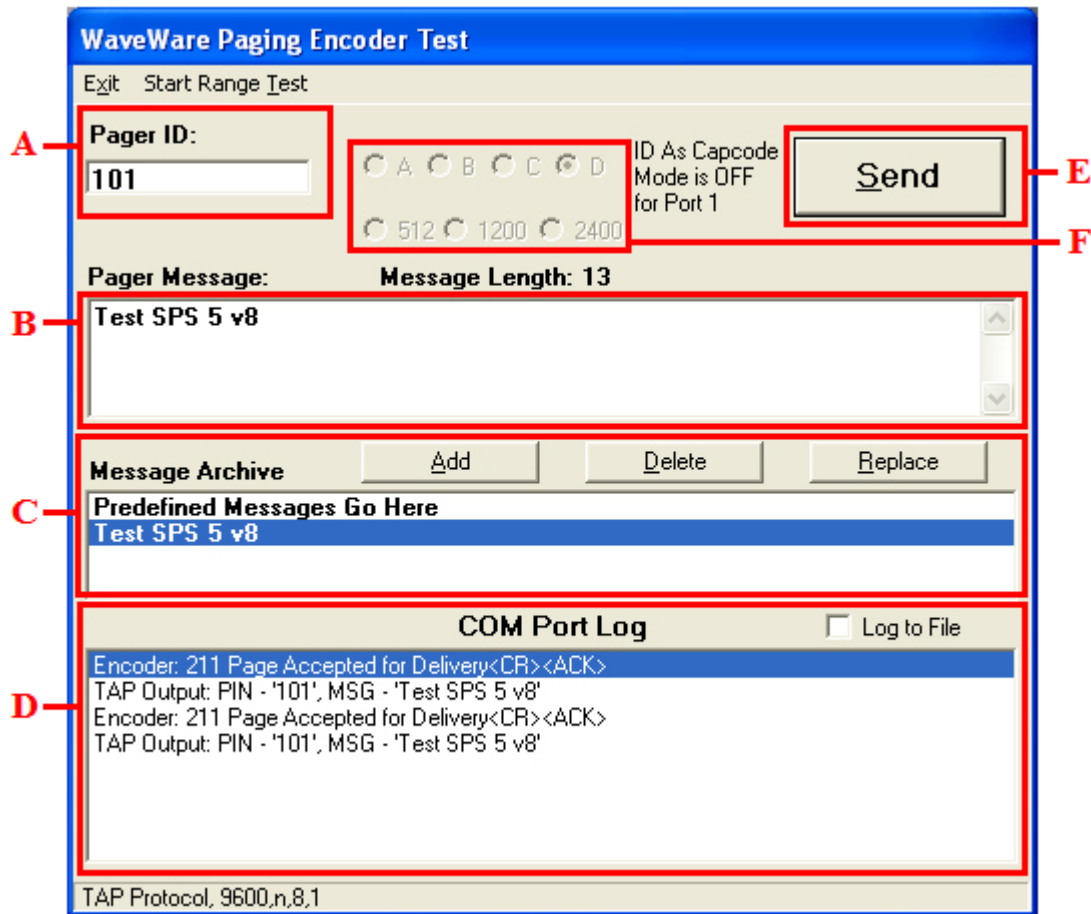 WaveWare Paging Encoder Test
Exit Start Range Test
A
Pager ID:
101
A B C D
512 1200 2400
ID As Capcode
Mode is OFF
for Port 1
Send
E
F
Pager Message: Message Length: 13
B
Test SPS 5 v8
Message Archive Add Delete Replace
C
Predefined Messages Go Here
Test SPS 5 v8
COM Port Log Log to File
D
Encoder: 211 Page Accepted for Delivery<CR><ACK>
TAP Output: PIN - '101', MSG - 'Test SPS 5 v8'
Encoder: 211 Page Accepted for Delivery<CR><ACK>
TAP Output: PIN - '101', MSG - 'Test SPS 5 v8'
TAP Protocol, 9600,n,8,1